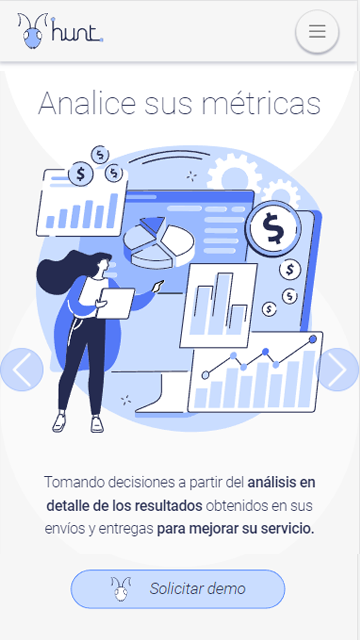 hunt.
Analice sus métricas
$
$
$
$
$
$
Tomando decisiones a partir del análisis en
detalle de los resultados obtenidos en sus
envíos y entregas para mejorar su servicio.
Solicitar demo